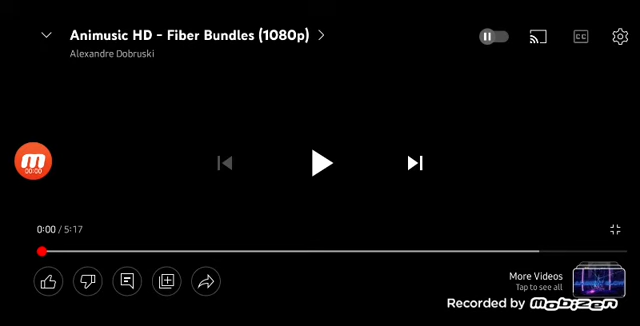 Animusic HD - Fiber Bundles (1080p)
Alexandre Dobruski
CC
m
00:00
0:00 / 5:17
More Videos
Tap to see all
Recorded by Mobizen